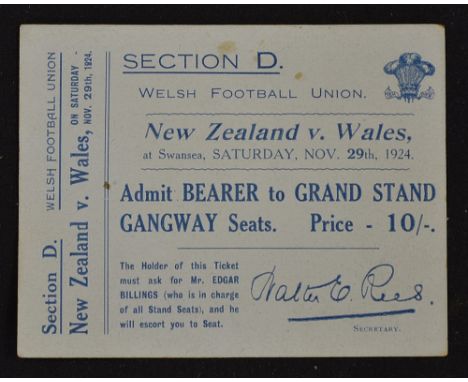 Section D.
WELSH FOOTBALL UNION
New Zealand v. Wales,
ON SATURDAY -
NOV. 29th, 1924.
SECTION D.
WELSH FOOTBALL UNION.
New Zealand v. Wales,
at Swansea, SATURDAY, NOV. 29th, 1924.
Admit BEARER to GRAND STAND
GANGWAY Seats. Price - 10/-.
The Holder of this Ticket
must ask for Mr. EDGAR
BILLINGS (who is in charge
of all Stand Seats), and he
will escort you to Seat.
Walter E. Rees.
SECRETARY.